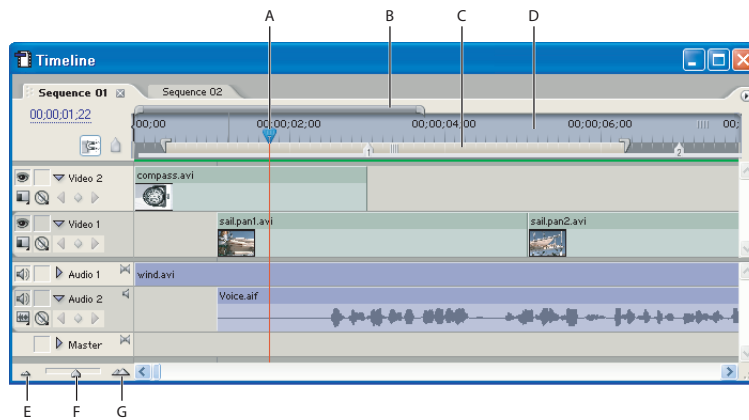 A B C D
Timeline
Sequence 01 Sequence 02
00;00;01;22
;00;00 00;00;02;00 00;00;04;00 00;00;06;00 00;
1 2
Video 2 compass.avi
Video 1 sail.pan1.avi sail.pan2.avi
Audio 1 wind.avi
Audio 2 Voice.aif
Master
E F G